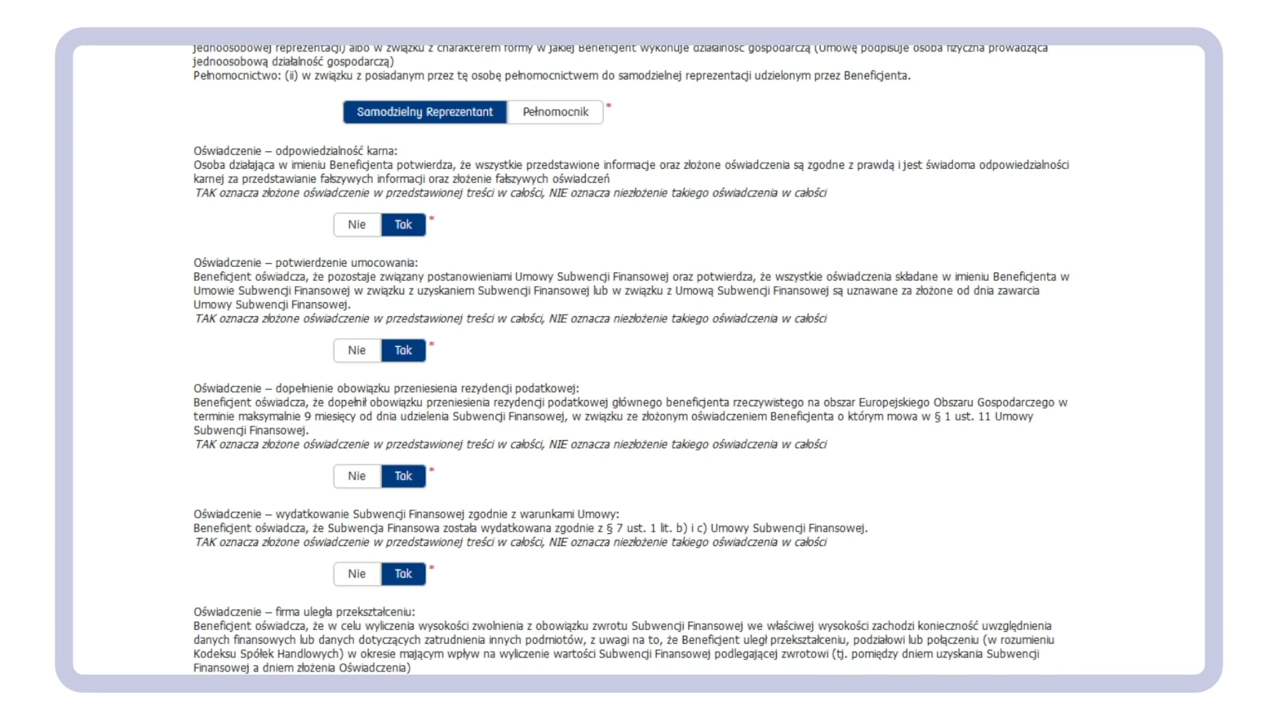 jednoosobowej reprezentacji) albo w związku z charakterem formy w jakiej Beneficjent wykonuje działalność gospodarczą (Umowę podpisuje osoba fizyczna prowadząca
jednoosobową działalność gospodarczą)
Pełnomocnictwo: (ii) w związku z posiadanym przez tę osobę pełnomocnictwem do samodzielnej reprezentacji udzielonym przez Beneficjenta.
Samodzielny Reprezentant Pełnomocnik *
Oświadczenie – odpowiedzialność karna:
Osoba działająca w imieniu Beneficjenta potwierdza, że wszystkie przedstawione informacje oraz złożone oświadczenia są zgodne z prawdą i jest świadoma odpowiedzialności
karnej za przedstawianie fałszywych informacji oraz złożenie fałszywych oświadczeń
TAK oznacza złożone oświadczenie w przedstawionej treści w całości, NIE oznacza niezłożenie takiego oświadczenia w całości
Nie Tak *
Oświadczenie – potwierdzenie umocowania:
Beneficjent oświadcza, że pozostaje związany postanowieniami Umowy Subwencji Finansowej oraz potwierdza, że wszystkie oświadczenia składane w imieniu Beneficjenta w
Umowie Subwencji Finansowej w związku z uzyskaniem Subwencji Finansowej lub w związku z Umową Subwencji Finansowej są uznawane za złożone od dnia zawarcia
Umowy Subwencji Finansowej.
TAK oznacza złożone oświadczenie w przedstawionej treści w całości, NIE oznacza niezłożenie takiego oświadczenia w całości
Nie Tak *
Oświadczenie – dopełnienie obowiązku przeniesienia rezydencji podatkowej:
Beneficjent oświadcza, że dopełnił obowiązku przeniesienia rezydencji podatkowej głównego beneficjenta rzeczywistego na obszar Europejskiego Obszaru Gospodarczego w
terminie maksymalnie 9 miesięcy od dnia udzielenia Subwencji Finansowej, w związku ze złożonym oświadczeniem Beneficjenta o którym mowa w § 1 ust. 11 Umowy
Subwencji Finansowej.
TAK oznacza złożone oświadczenie w przedstawionej treści w całości, NIE oznacza niezłożenie takiego oświadczenia w całości
Nie Tak *
Oświadczenie – wydatkowanie Subwencji Finansowej zgodnie z warunkami Umowy:
Beneficjent oświadcza, że Subwencja Finansowa została wydatkowana zgodnie z § 7 ust. 1 lit. b) i c) Umowy Subwencji Finansowej.
TAK oznacza złożone oświadczenie w przedstawionej treści w całości, NIE oznacza niezłożenie takiego oświadczenia w całości
Nie Tak *
Oświadczenie – firma uległa przekształceniu:
Beneficjent oświadcza, że w celu wyliczenia wysokości zwolnienia z obowiązku zwrotu Subwencji Finansowej we właściwej wysokości zachodzi konieczność uwzględnienia
danych finansowych lub danych dotyczących zatrudnienia innych podmiotów, z uwagi na to, że Beneficjent uległ przekształceniu, podziałowi lub połączeniu (w rozumieniu
Kodeksu Spółek Handlowych) w okresie mającym wpływ na wyliczenie wartości Subwencji Finansowej podlegającej zwrotowi (tj. pomiędzy dniem uzyskania Subwencji
Finansowej a dniem złożenia Oświadczenia)